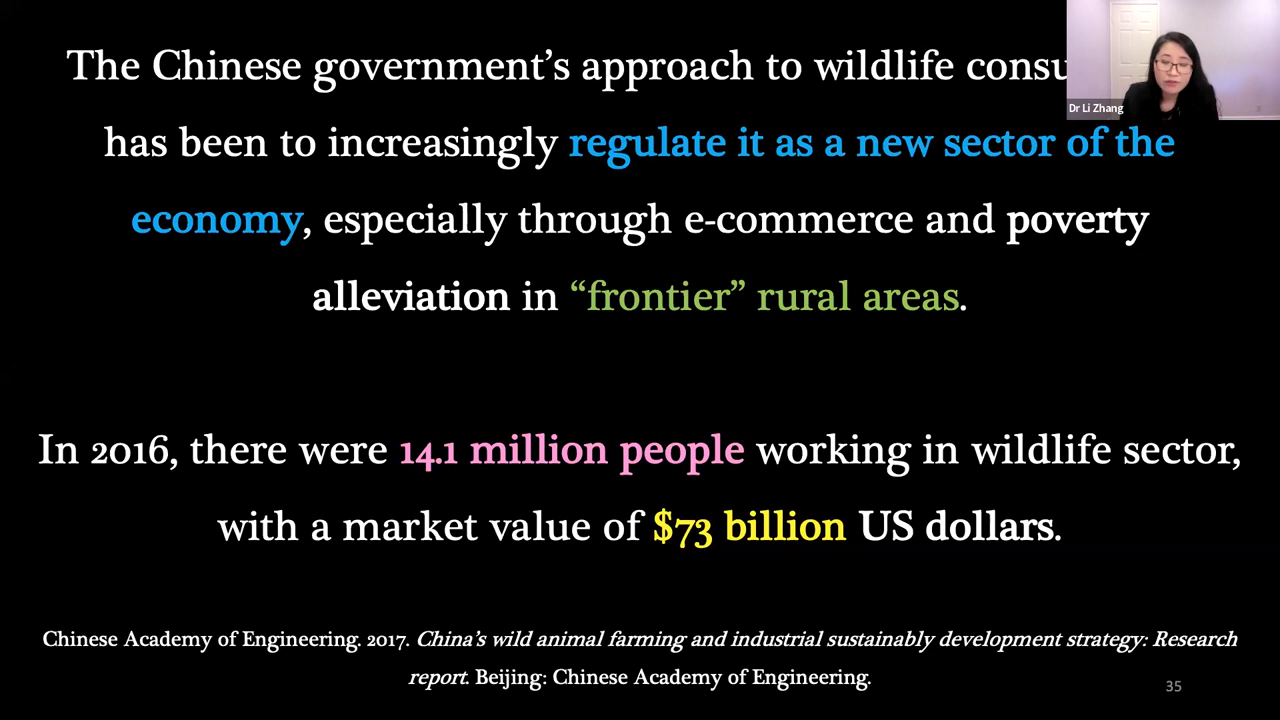 The Chinese government’s approach to wildlife consu
Dr Li Zhang
has been to increasingly regulate it as a new sector of the
economy, especially through e-commerce and poverty
alleviation in “frontier” rural areas.
In 2016, there were 14.1 million people working in wildlife sector,
with a market value of $73 billion US dollars.
Chinese Academy of Engineering. 2017. China’s wild animal farming and industrial sustainably development strategy: Research
report. Beijing: Chinese Academy of Engineering.
35